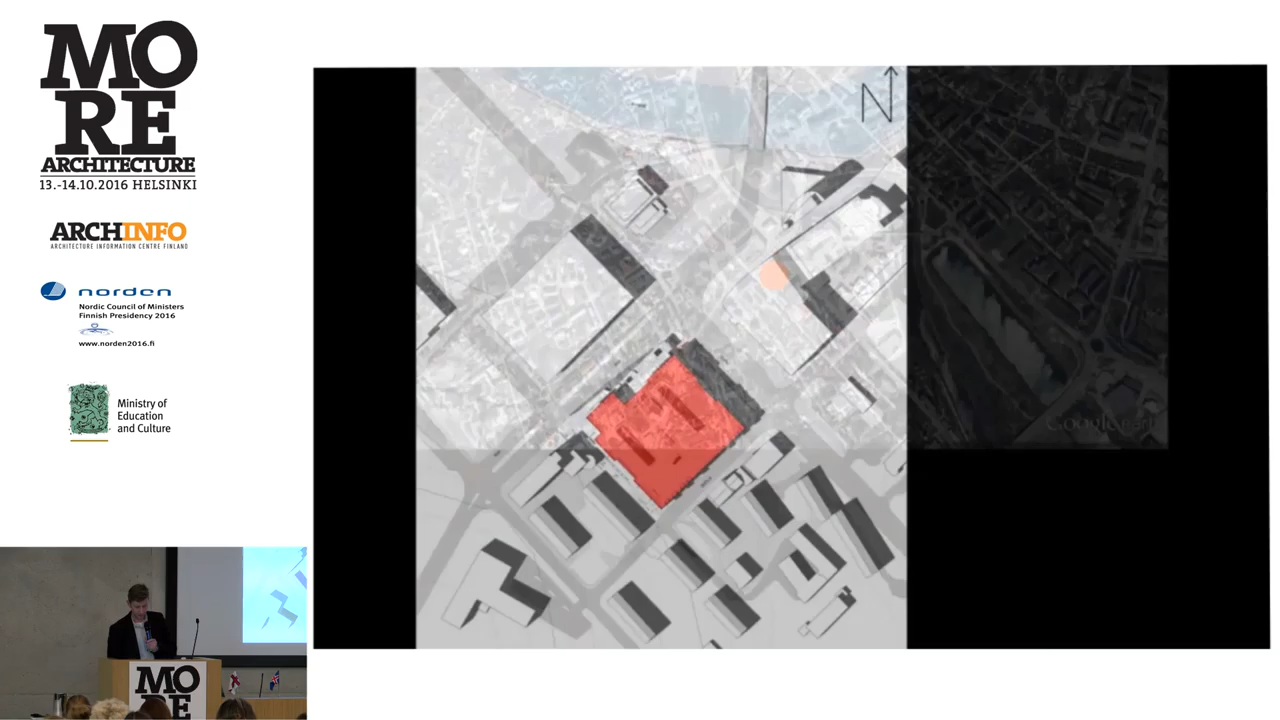 MO
RE
ARCHITECTURE
13.-14.10.2016 HELSINKI
ARCHINFO
ARCHITECTURE INFORMATION CENTRE FINLAND
norden
Nordic Council of Ministers
Finnish Presidency 2016
www.norden2016.fi
Ministry of
Education
and Culture
N
Google
MO
RE